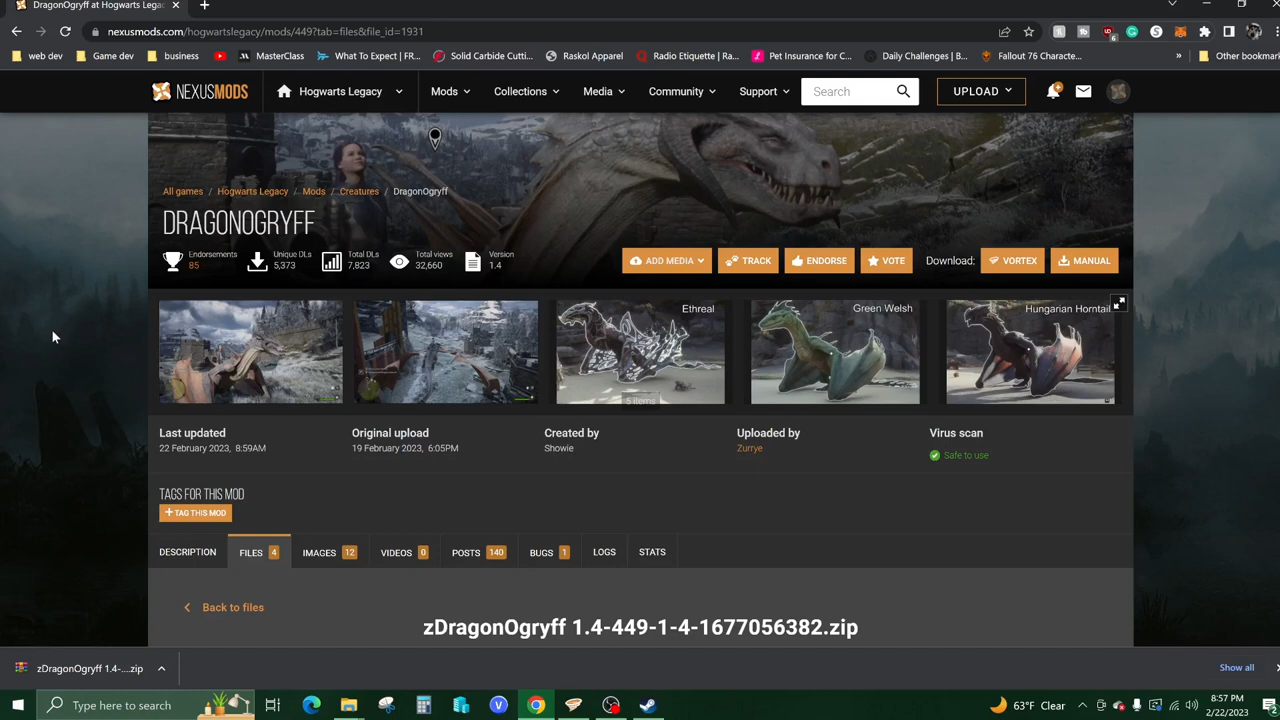 DragonOgryff at Hogwarts Legac
nexusmods.com/hogwartslegacy/mods/449?tab=files&file_id=1931
6
web dev
Game dev
business
MasterClass
What To Expect | FR...
Solid Carbide Cutti...
Raskol Apparel
Radio Etiquette | Ra...
Pet Insurance for C...
Daily Challenges | B...
Fallout 76 Characte...
»
Other bookmark
NEXUSMODS
Hogwarts Legacy
Mods
Collections
Media
Community
Support
Search
UPLOAD
All games / Hogwarts Legacy / Mods / Creatures / DragonOgryff
DRAGONOGRYFF
Endorsements
85
Unique DLs
5,373
Total DLs
7,823
Total views
32,660
Version
1.4
ADD MEDIA
TRACK
ENDORSE
VOTE
Download:
VORTEX
MANUAL
Ethreal
Green Welsh
Hungarian Horntail
5 items
Last updated
22 February 2023, 8:59AM
Original upload
19 February 2023, 6:05PM
Created by
Showie
Uploaded by
Zurrye
Virus scan
Safe to use
TAGS FOR THIS MOD
+ TAG THIS MOD
DESCRIPTION
FILES 4
IMAGES 12
VIDEOS 0
POSTS 140
BUGS 1
LOGS
STATS
Back to files
zDragonOgryff 1.4-449-1-4-1677056382.zip
zDragonOgryff 1.4-....zip
Show all
Type here to search
63°F Clear
8:57 PM
2/22/2023
2